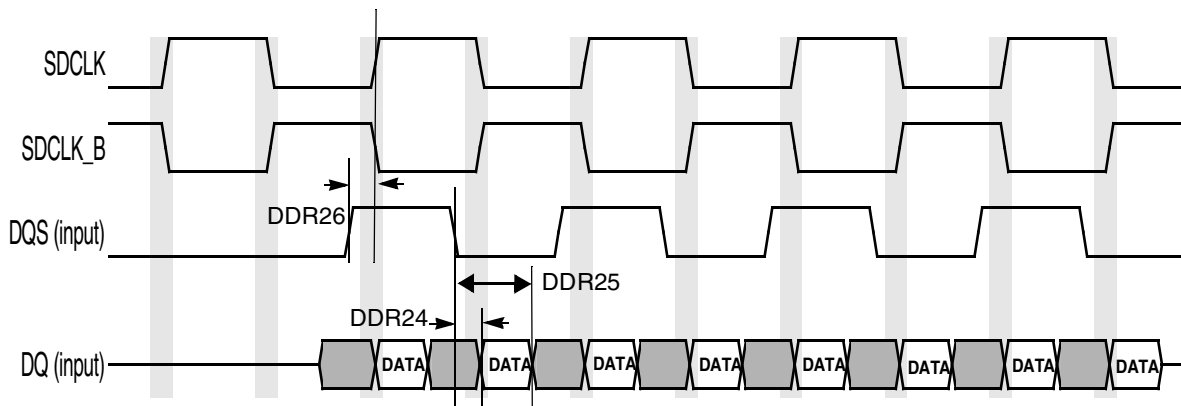 SDCLK
SDCLK_B
DDR26
DQS (input)
DDR25
DDR24
DQ (input)
DATA DATA DATA DATA DATA DATA DATA DATA